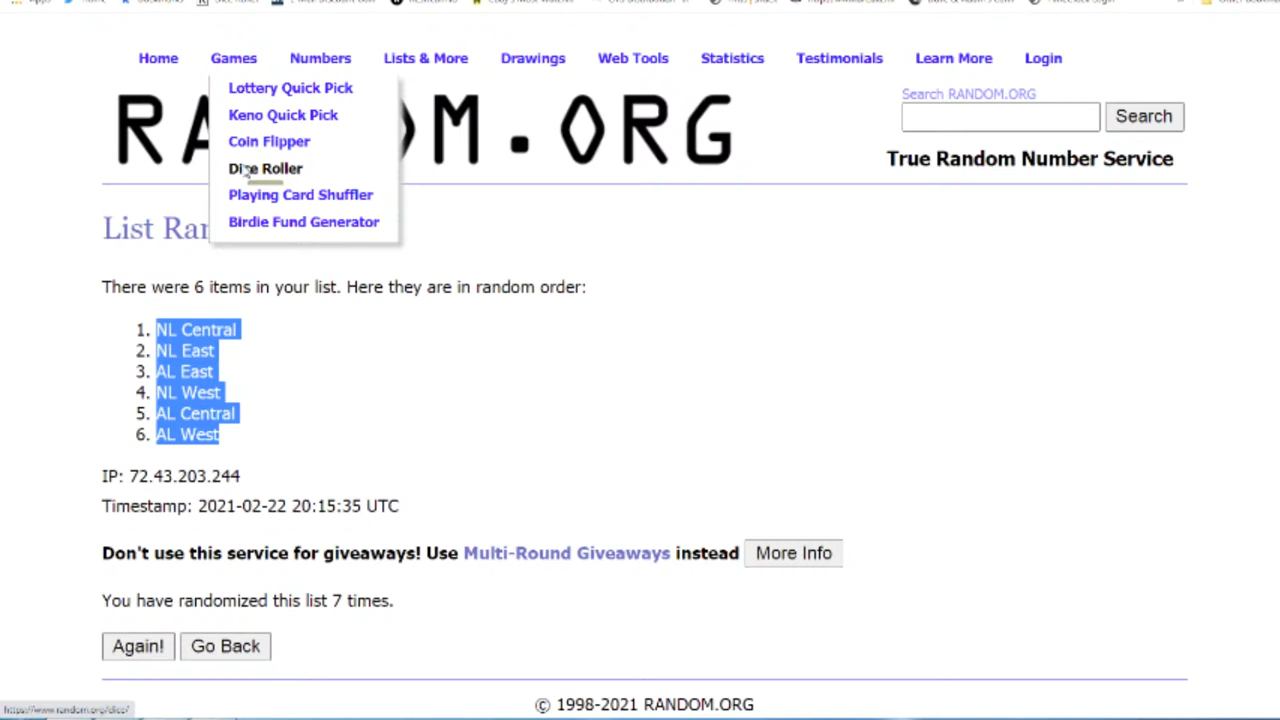 Home Games Numbers Lists & More Drawings Web Tools Statistics Testimonials Learn More Login
Lottery Quick Pick
Keno Quick Pick
Coin Flipper
Dice Roller
Playing Card Shuffler
Birdie Fund Generator
Search RANDOM.ORG
Search
True Random Number Service
There were 6 items in your list. Here they are in random order:
1. NL Central
2. NL East
3. AL East
4. NL West
5. AL Central
6. AL West
IP: 72.43.203.244
Timestamp: 2021-02-22 20:15:35 UTC
Don't use this service for giveaways! Use Multi-Round Giveaways instead More Info
You have randomized this list 7 times.
Again! Go Back
© 1998-2021 RANDOM.ORG
https://www.random.org/dice/